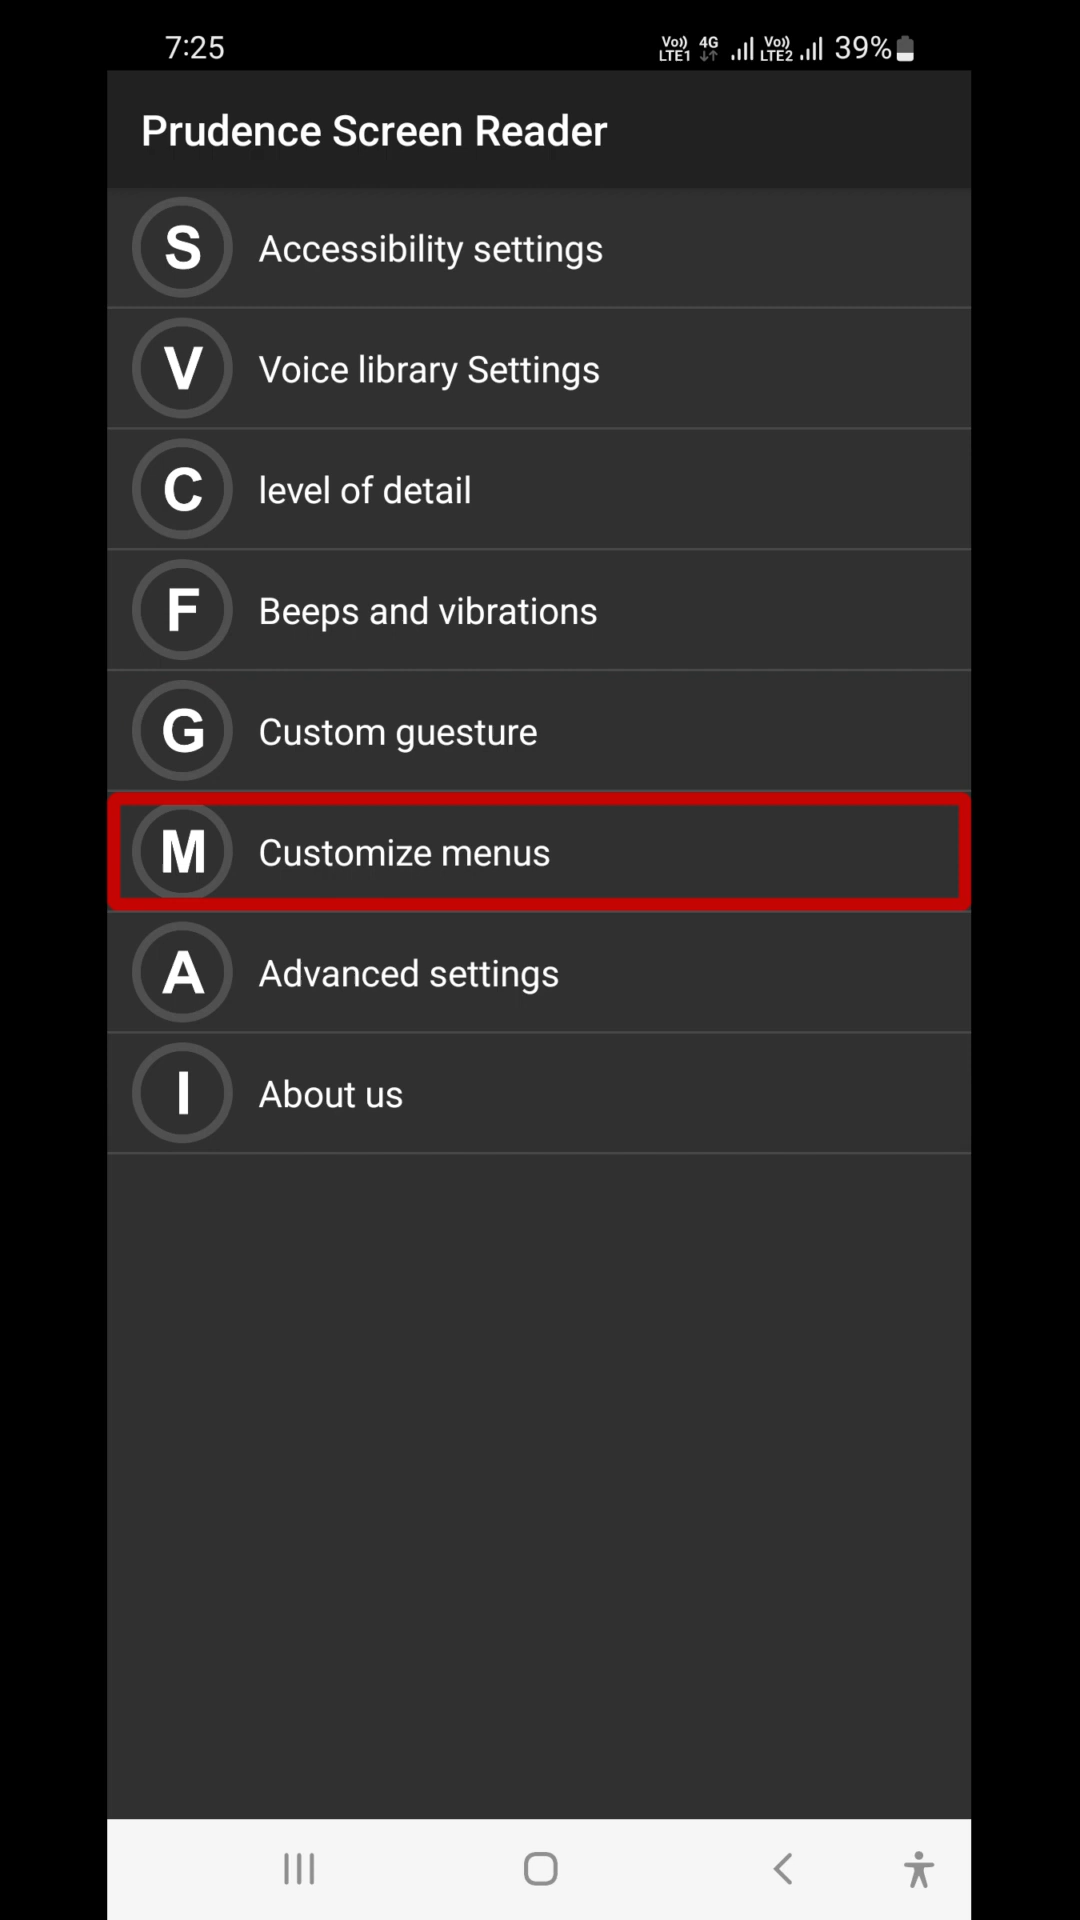 7:25 Vo)) LTE1 4G Vo)) LTE2 39%
Prudence Screen Reader
S Accessibility settings
V Voice library Settings
C level of detail
F Beeps and vibrations
G Custom guesture
M Customize menus
A Advanced settings
I About us